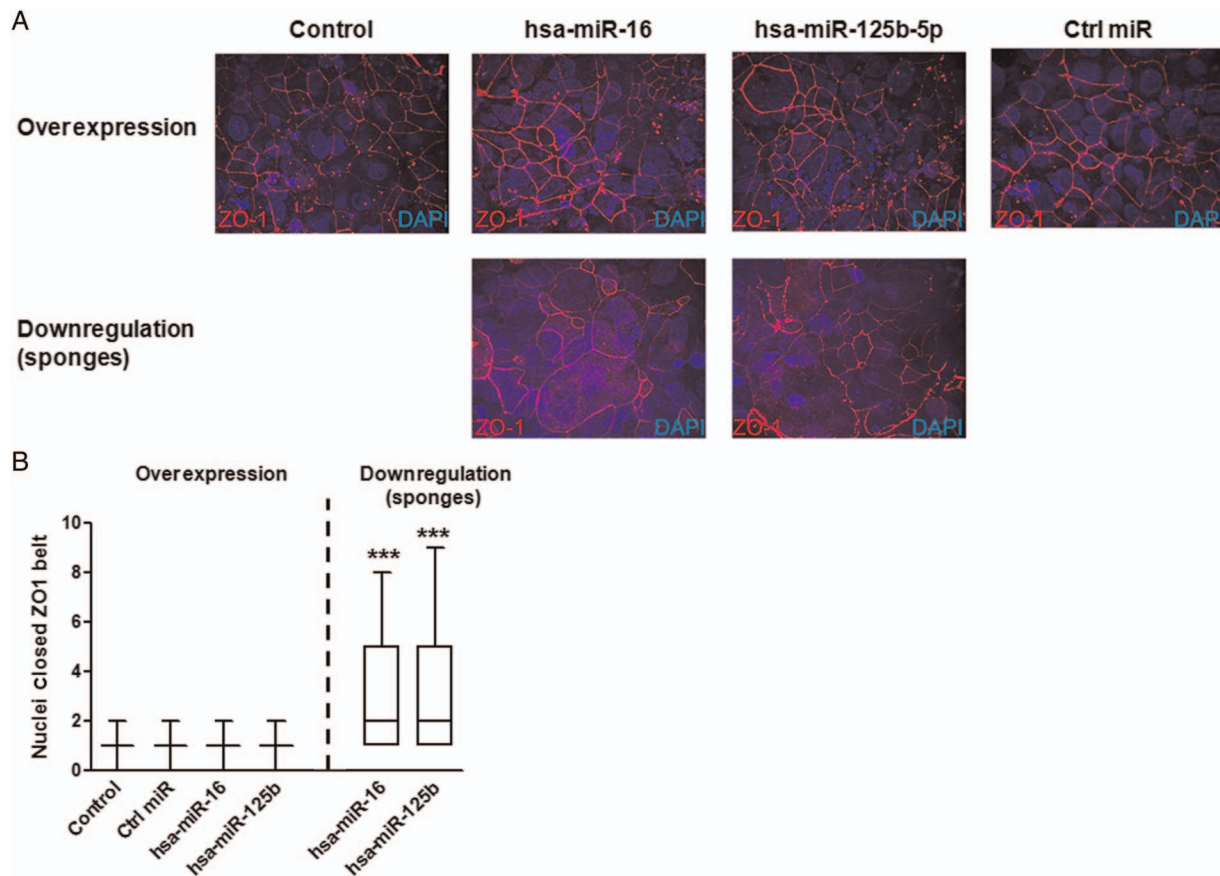 A
Control
hsa-miR-16
hsa-miR-125b-5p
Ctrl miR
Overexpression
ZO-1 DAPI
ZO-1 DAPI
ZO-1 DAPI
ZO-1 DAPI
Downregulation
(sponges)
ZO-1 DAPI
ZO-1 DAPI
B
Overexpression
Downregulation
(sponges)
Nuclei closed ZO1 belt
10
8
6
4
2
0
***
***
Control
Ctrl miR
hsa-miR-16
hsa-miR-125b
hsa-miR-16
hsa-miR-125b